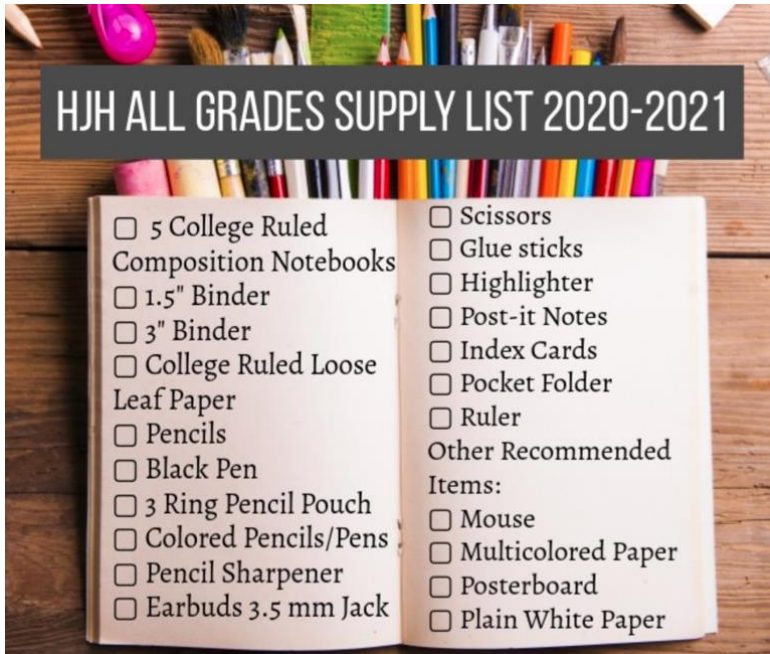 HJH ALL GRADES SUPPLY LIST 2020-2021
5 College Ruled
Composition Notebooks
1.5" Binder
3" Binder
College Ruled Loose
Leaf Paper
Pencils
Black Pen
3 Ring Pencil Pouch
Colored Pencils/Pens
Pencil Sharpener
Earbuds 3.5 mm Jack
Scissors
Glue sticks
Highlighter
Post-it Notes
Index Cards
Pocket Folder
Ruler
Other Recommended
Items:
Mouse
Multicolored Paper
Posterboard
Plain White Paper